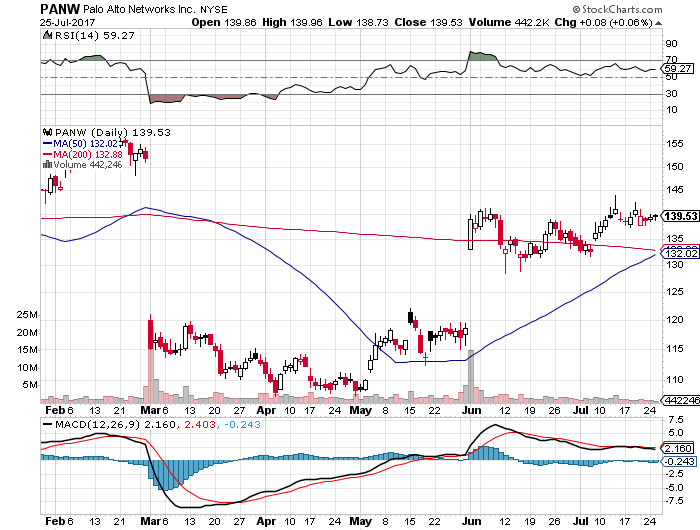 PANW Palo Alto Networks Inc. NYSE © StockCharts.com
25-Jul-2017 Open 139.86 High 139.96 Low 138.73 Close 139.53 Volume 442.2K Chg +0.08 (+0.06%)
RSI(14) 59.27
90
70
59.27
50
30
10
PANW (Daily) 139.53
MA(50) 132.02
MA(200) 132.88
Volume 442,246
155
150
145
139.53
135
132.02
130
125
120
115
110
25M
20M
15M
10M
5M
442246
Feb 6 13 21 Mar 6 13 20 27 Apr 10 17 24 May 8 15 22 Jun 12 19 26 Jul 10 17 24
MACD(12,26,9) 2.160, 2.403, -0.243
7.5
5.0
2.160
-0.243
-2.5
-5.0
-7.5
Feb 6 13 21 Mar 6 13 20 27 Apr 10 17 24 May 8 15 22 Jun 12 19 26 Jul 10 17 24